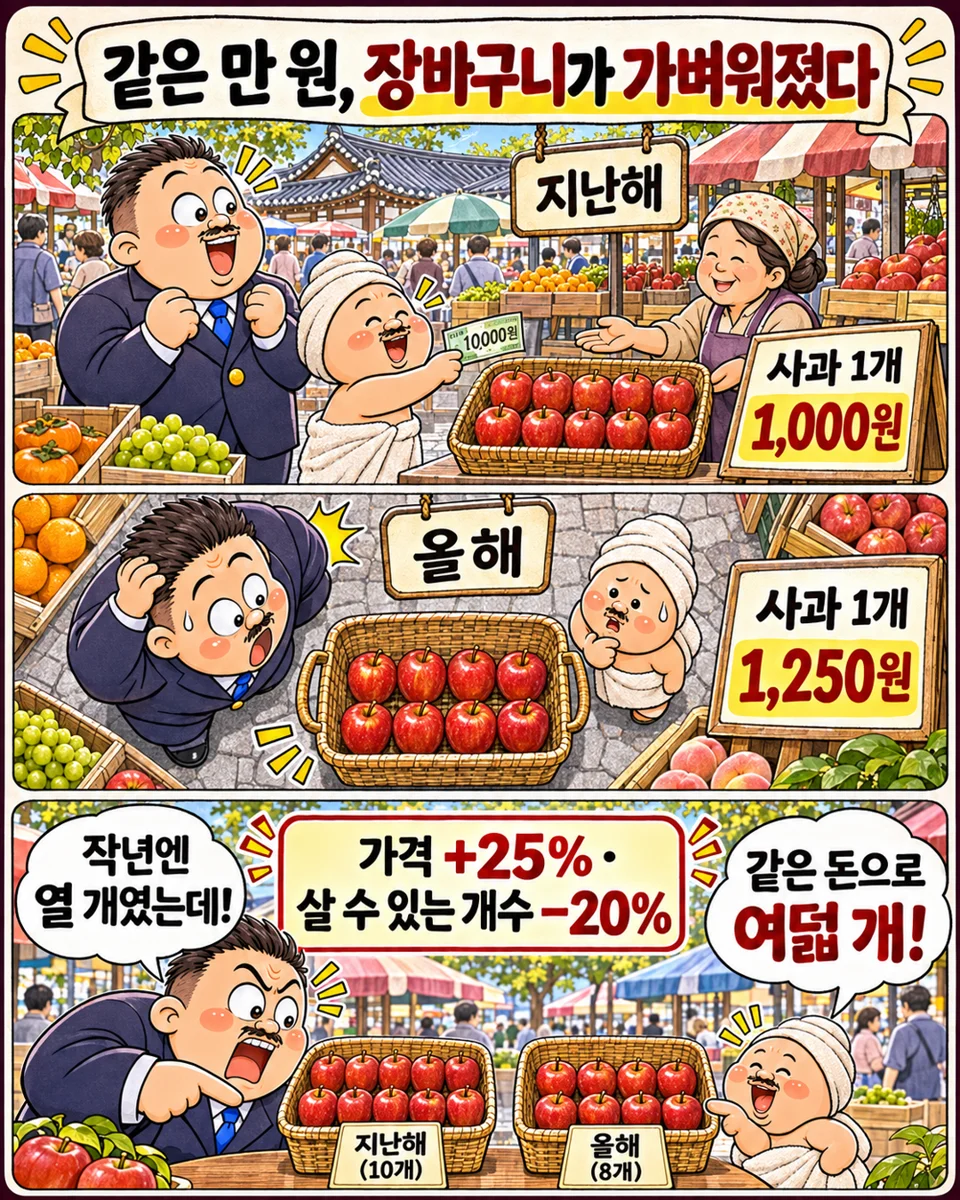 같은 만 원, 장바구니가 가벼워졌다
지난해
10,000원
사과 1개
1,000원
올해
사과 1개
1,250원
작년엔
열 개였는데!
가격 +25% ·
살 수 있는 개수 -20%
같은 돈으로
여덟 개!
지난해
(10개)
올해
(8개)